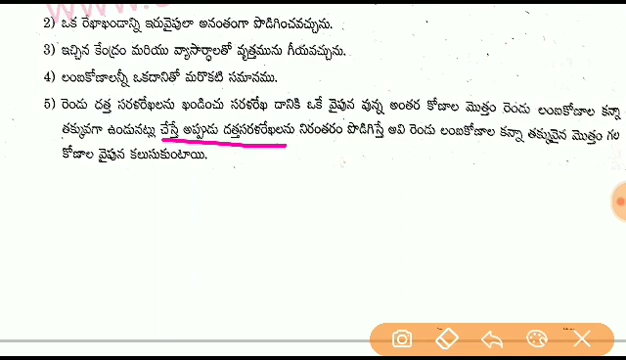 2) ఒక రేఖాఖండాన్ని ఇరువైపులా అనంతంగా పొడిగించవచ్చును.
3) ఇచ్చిన కేంద్రం మరియు వ్యాసార్ధాలతో వృత్తమును గీయవచ్చును.
4) లంబకోణాలన్నీ ఒకదానితో మరొకటి సమానము.
5) రెండు దత్త సరళరేఖలను ఖండించు సరళరేఖ దానికి ఒకే వైపున వున్న అంతర కోణాల మొత్తం రెండు లంబకోణాల కన్నా
తక్కువగా ఉండునట్లు చేస్తే అప్పుడు దత్తసరళరేఖలను నిరంతరం పొడిగిస్తే అవి రెండు లంబకోణాల కన్నా తక్కువైన మొత్తం గల
కోణాల వైపున కలుసుకుంటాయి.